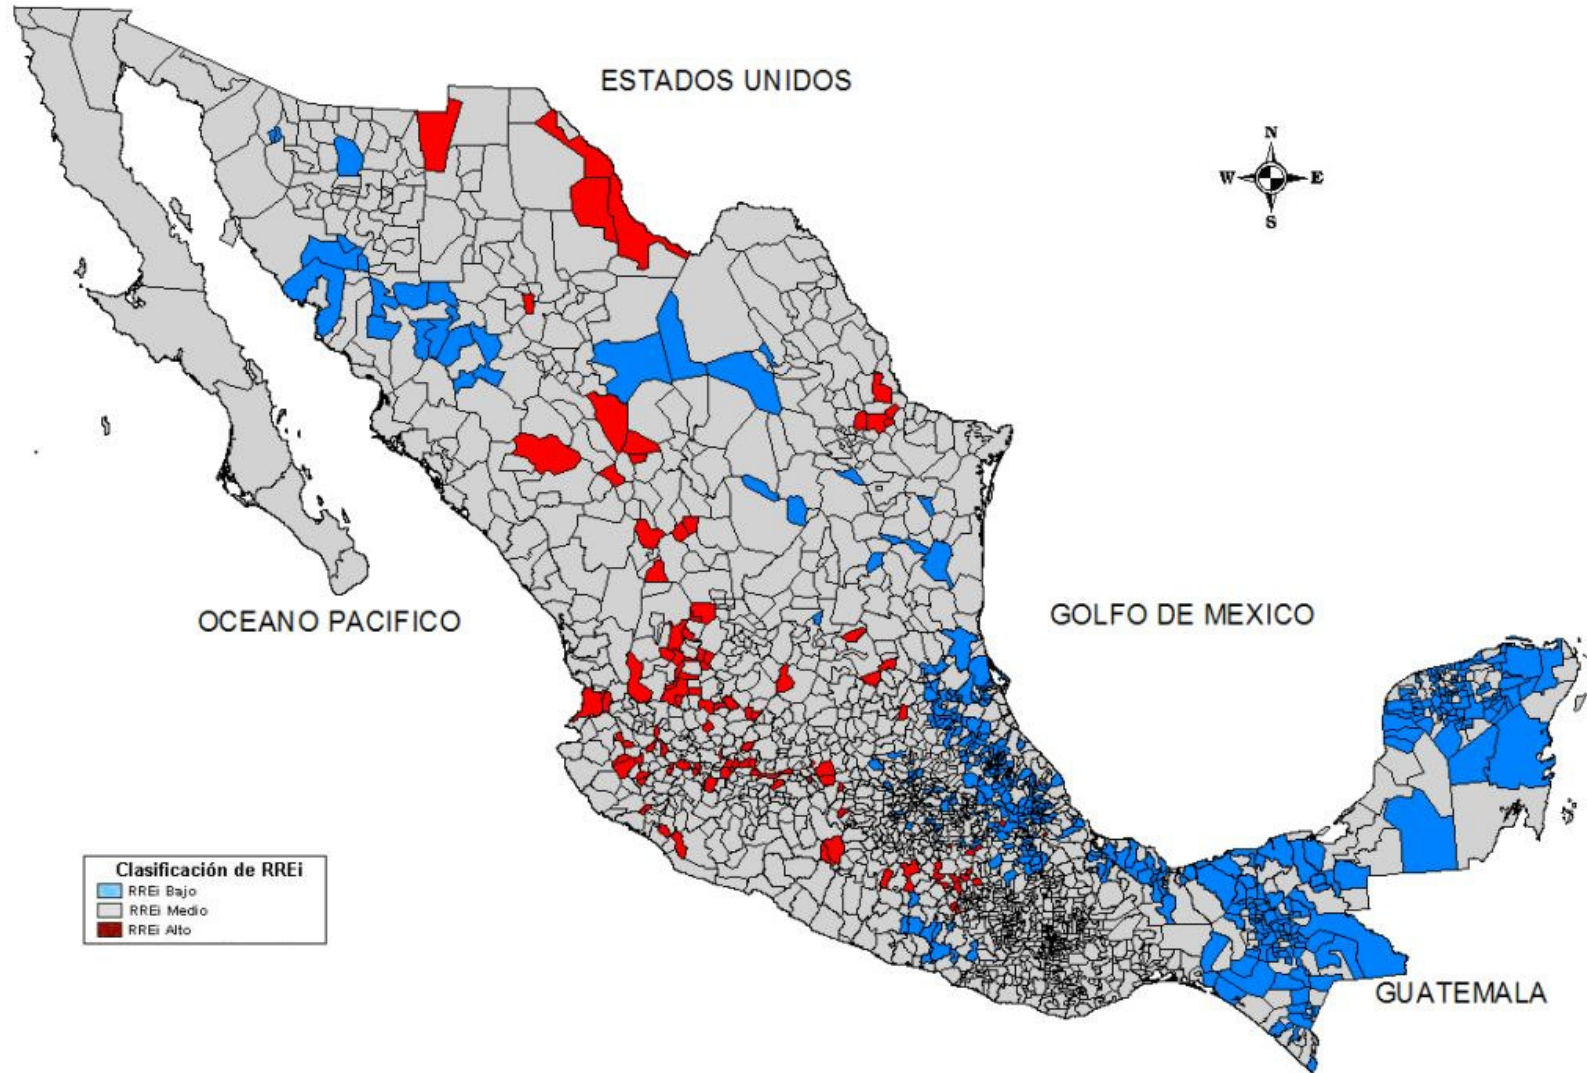 ESTADOS UNIDOS
N
W E
S
OCEANO PACIFICO
GOLFO DE MEXICO
Clasificación de RREi
RREi Bajo
RREi Medio
RREi Alto
GUATEMALA